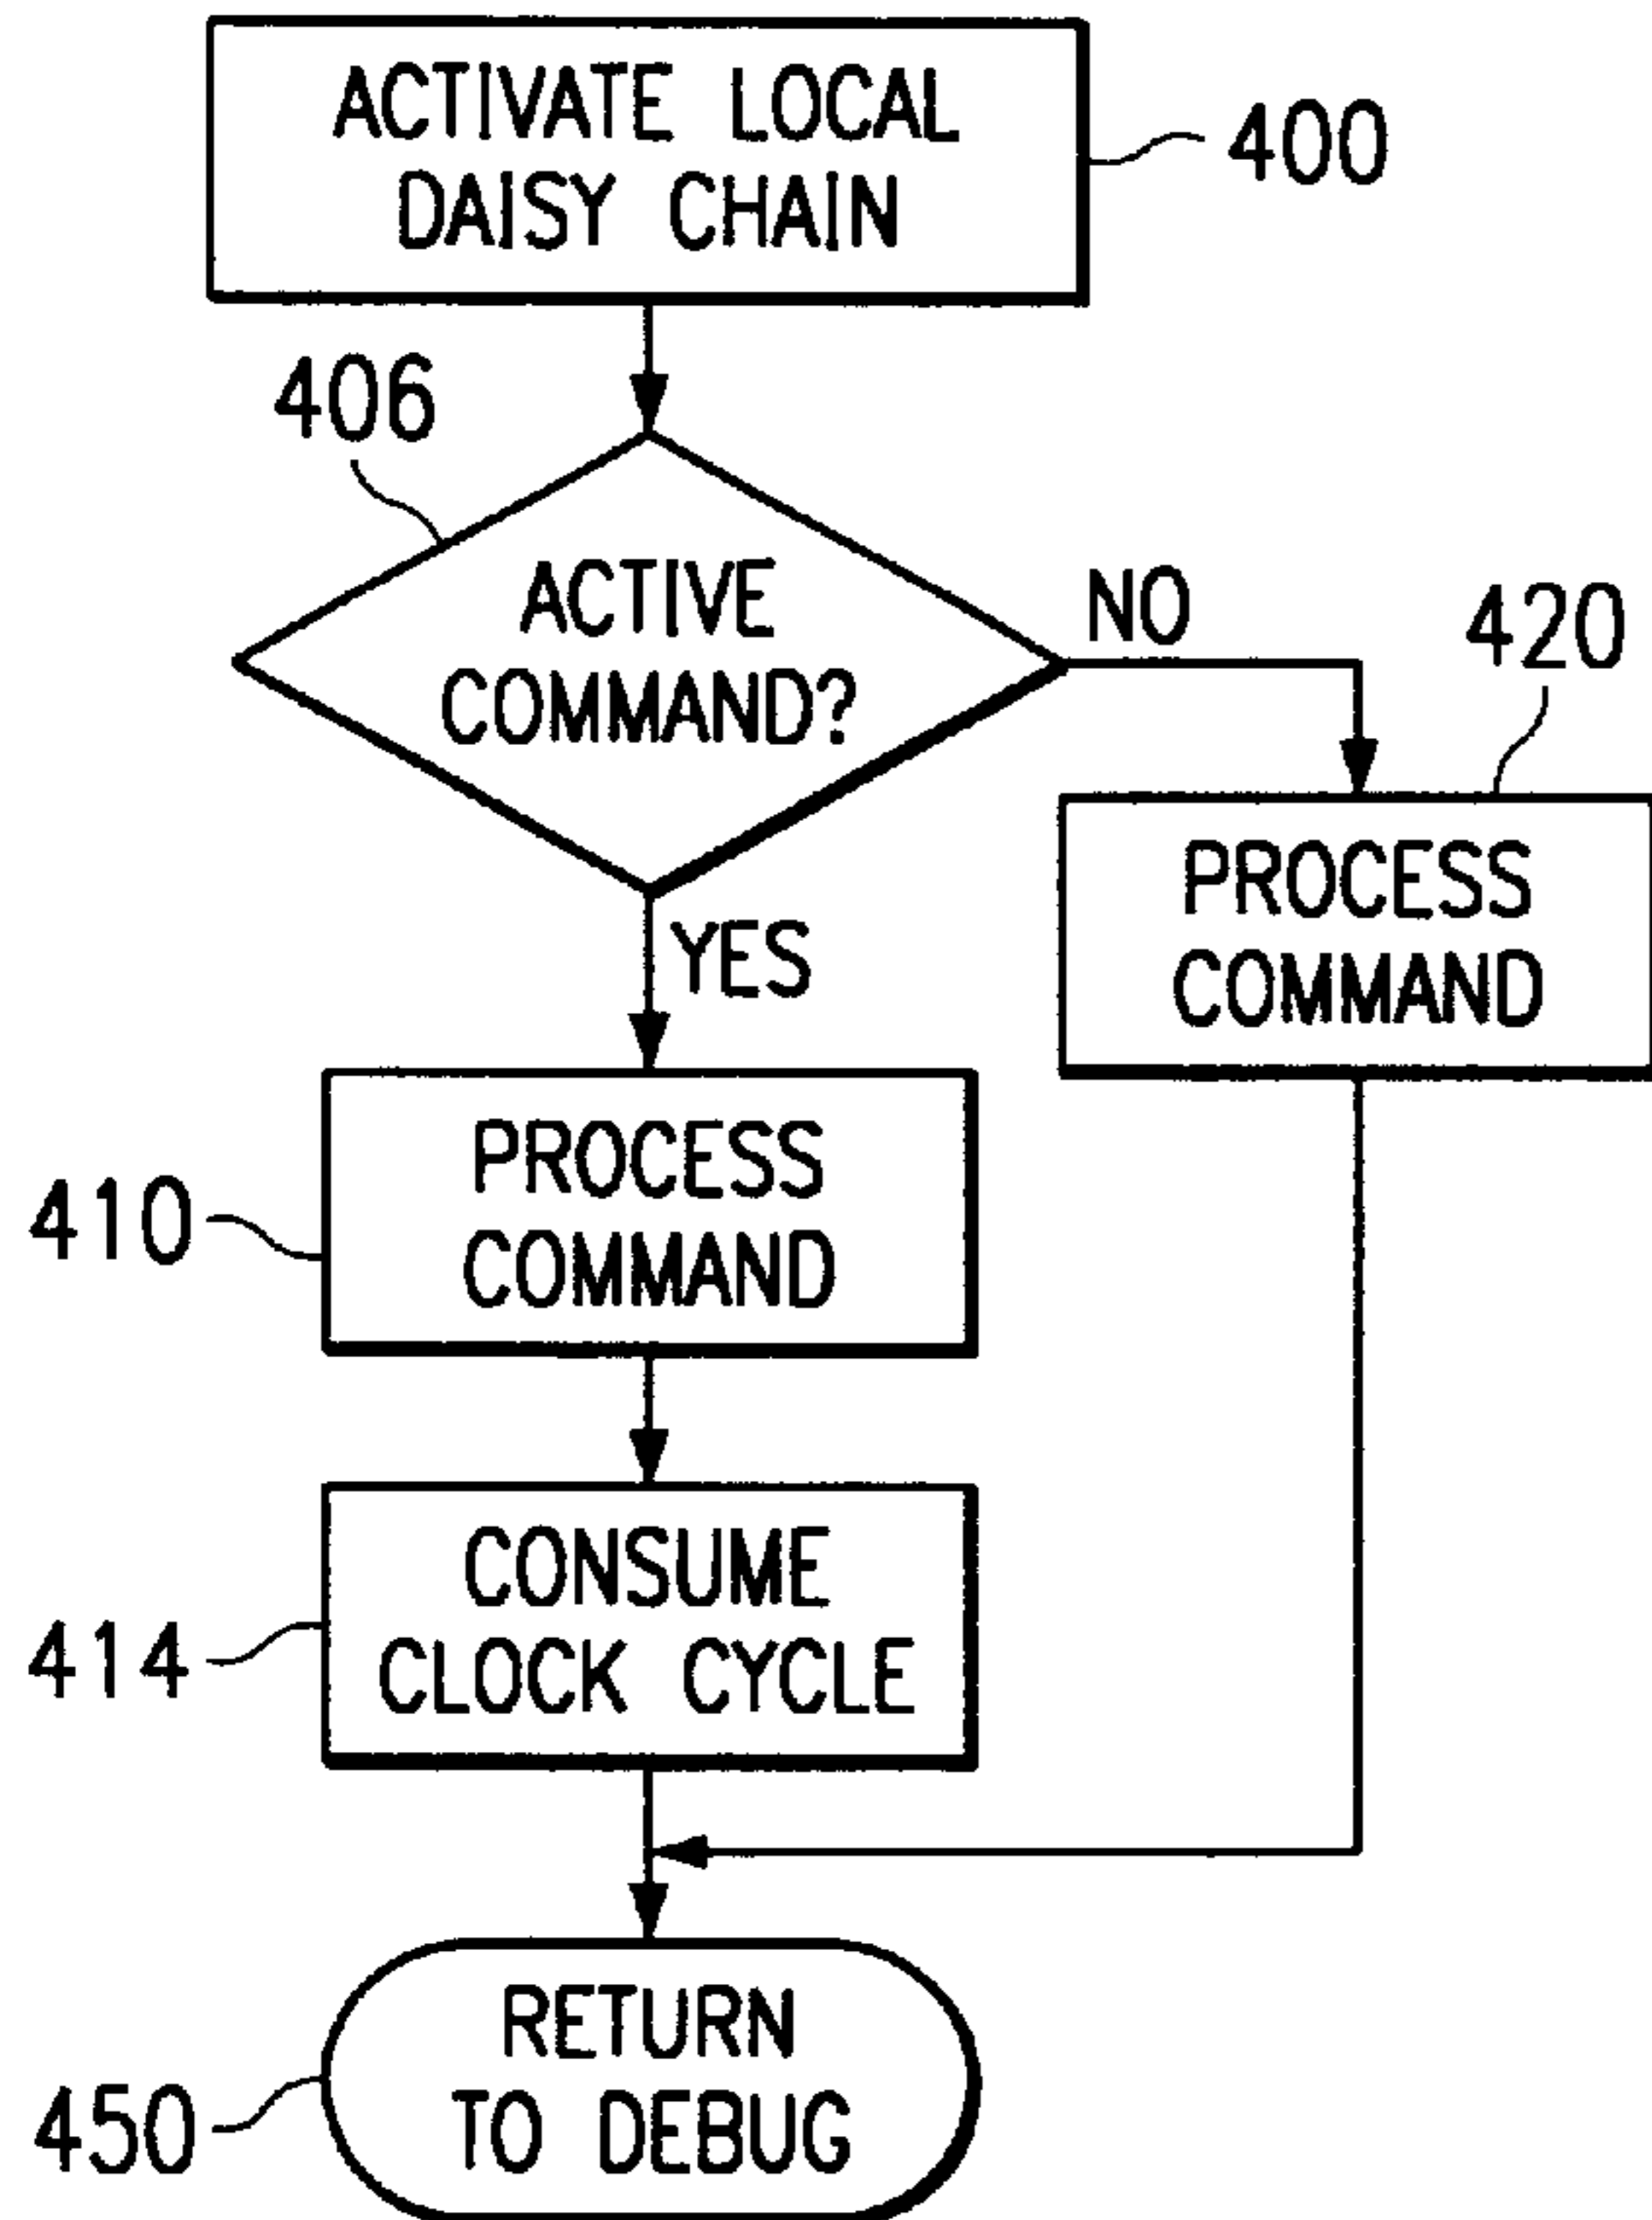 ACTIVATE LOCAL
DAISY CHAIN
400
406
ACTIVE
COMMAND?
NO
420
YES
PROCESS
COMMAND
PROCESS
COMMAND
410
CONSUME
CLOCK CYCLE
414
RETURN
TO DEBUG
450